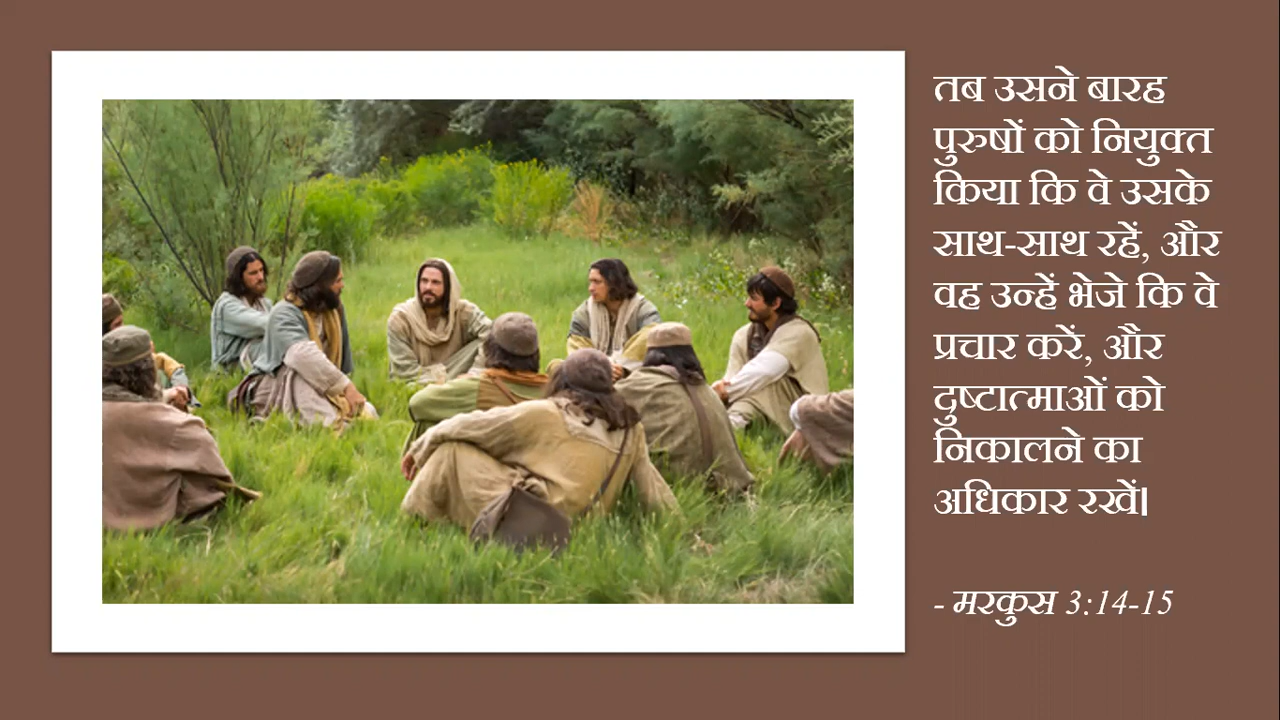 तब उसने बारह
पुरुषों को नियुक्त
किया कि वे उसके
साथ-साथ रहें, और
वह उन्हें भेजे कि वे
प्रचार करें, और
दुष्टात्माओं को
निकालने का
अधिकार रखें।
- मरकुस 3:14-15